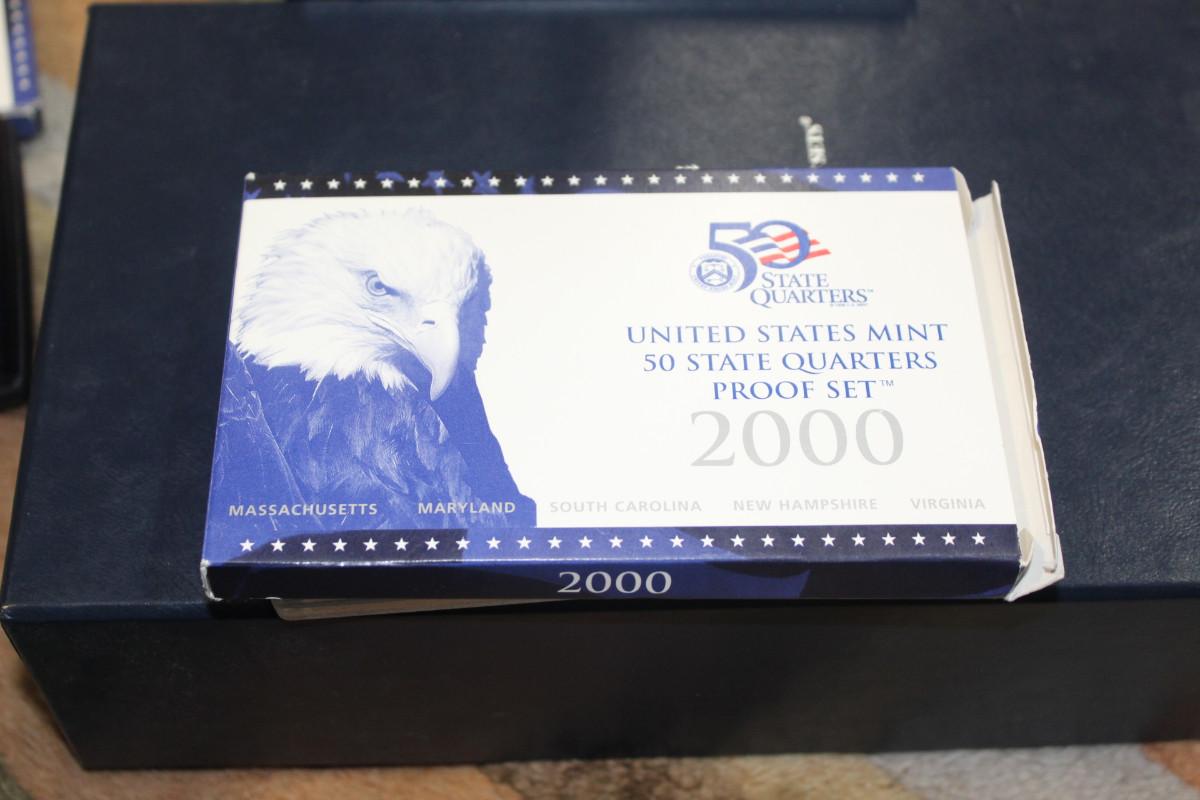 50
STATE
QUARTERS™
UNITED STATES MINT
50 STATE QUARTERS
PROOF SET™
2000
MASSACHUSETTS MARYLAND SOUTH CAROLINA NEW HAMPSHIRE VIRGINIA
2000